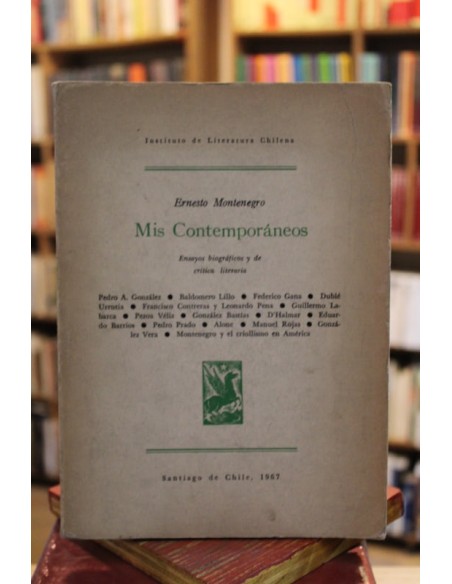 Instituto de Literatura Chilena
Ernesto Montenegro
Mis Contemporáneos
Ensayos biográficos y de
crítica literaria
Pedro A. González ● Baldomero Lillo ● Federico Gana ● Dublé
Urrutia ● Francisco Contreras y Leonardo Pena ● Guillermo La-
barca ● Pezoa Véliz ● González Bastías ● D'Halmar ● Eduar-
do Barrios ● Pedro Prado ● Alone ● Manuel Rojas ● Gonzá-
lez Vera ● Montenegro y el criollismo en América
Santiago de Chile, 1967